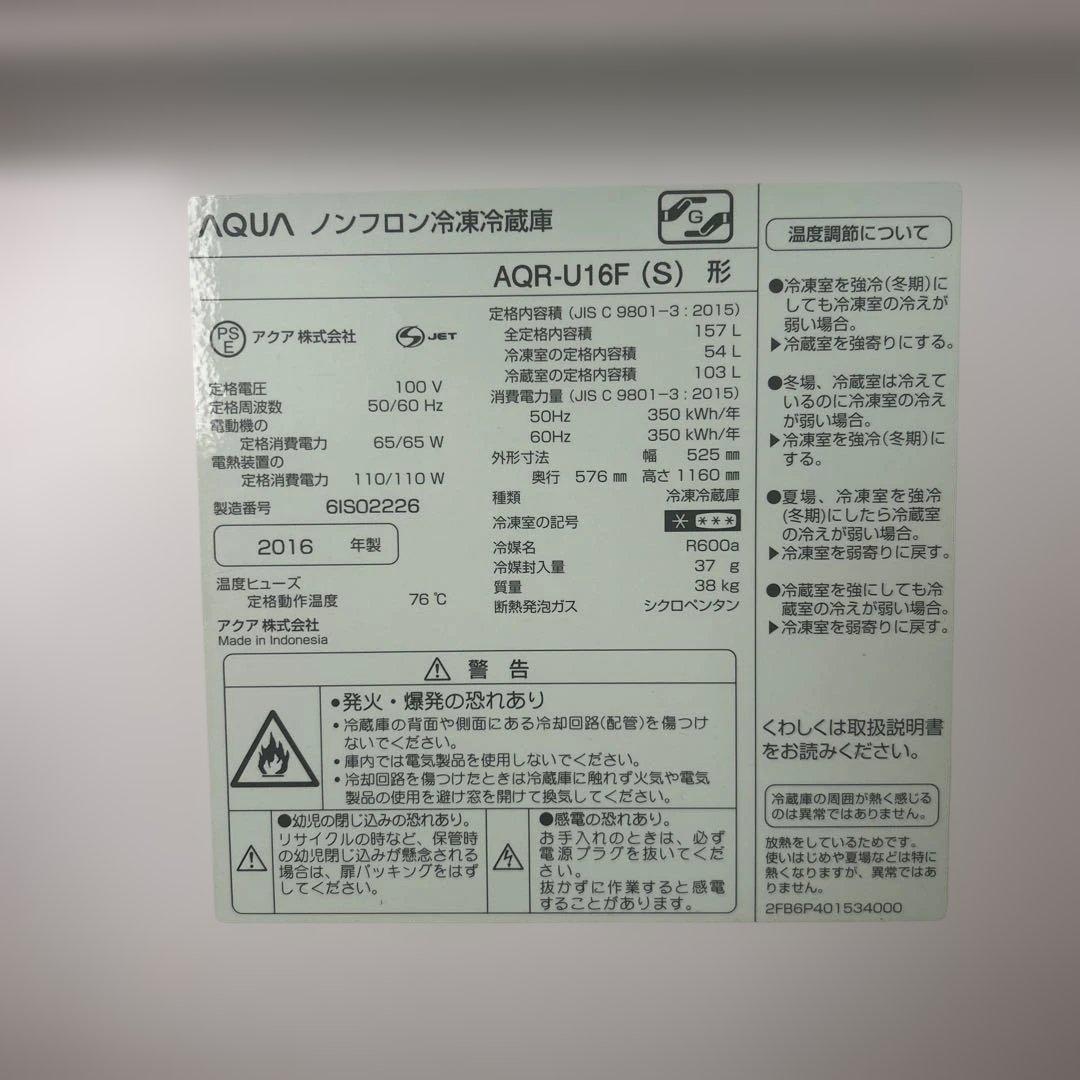 AQUA ノンフロン冷凍冷蔵庫
G
AQR-U16F (S) 形
PSE アクア 株式会社 S JET
定格電圧 100 V
定格周波数 50/60 Hz
電動機の
定格消費電力 65/65 W
電熱装置の
定格消費電力 110/110 W
製造番号 6IS02226
2016 年製
温度ヒューズ
定格動作温度 76 ℃
アクア 株式会社
Made in Indonesia
定格内容積 (JIS C 9801-3 : 2015)
全定格内容積 157 L
冷凍室の定格内容積 54 L
冷蔵室の定格内容積 103 L
消費電力量 (JIS C 9801-3 : 2015)
50Hz 350 kWh/年
60Hz 350 kWh/年
外形寸法 幅 525 ㎜
奥行 576 ㎜ 高さ 1160 ㎜
種類 冷凍冷蔵庫
冷凍室の記号 * ***
冷媒名 R600a
冷媒封入量 37 g
質量 38 kg
断熱発泡ガス シクロペンタン
⚠ 警告
●発火・爆発の恐れあり
・冷蔵庫の背面や側面にある冷却回路(配管)を傷つけ
ないでください。
・庫内では電気製品を使用しないでください。
・冷却回路を傷つけたときは冷蔵庫に触れず火気や電気
製品の使用を避け窓を開けて換気してください。
●幼児の閉じ込みの恐れあり。
リサイクルの時など、保管時
の幼児閉じ込みが懸念される
場合は、扉パッキングをはず
してください。
●感電の恐れあり。
お手入れのときは、必ず
電源プラグを抜いてくだ
さい。
抜かずに作業すると感電
することがあります。
温度調節について
●冷凍室を強冷(冬期)に
しても冷凍室の冷えが
弱い場合。
▶冷蔵室を強寄りにする。
●冬場、冷蔵室は冷えて
いるのに冷凍室の冷え
が弱い場合。
▶冷凍室を強冷(冬期)に
する。
●夏場、冷凍室を強冷
(冬期)にしたら冷蔵室
の冷えが弱い場合。
▶冷凍室を弱寄りに戻す。
●冷蔵室を強にしても冷
蔵室の冷えが弱い場合。
▶冷凍室を弱寄りに戻す。
くわしくは取扱説明書
をお読みください。
冷蔵庫の周囲が熱く感じる
のは異常ではありません。
放熱をしているためです。
使いはじめや夏場などは特に
熱くなりますが、異常ではあ
りません。
2FB6P401534000